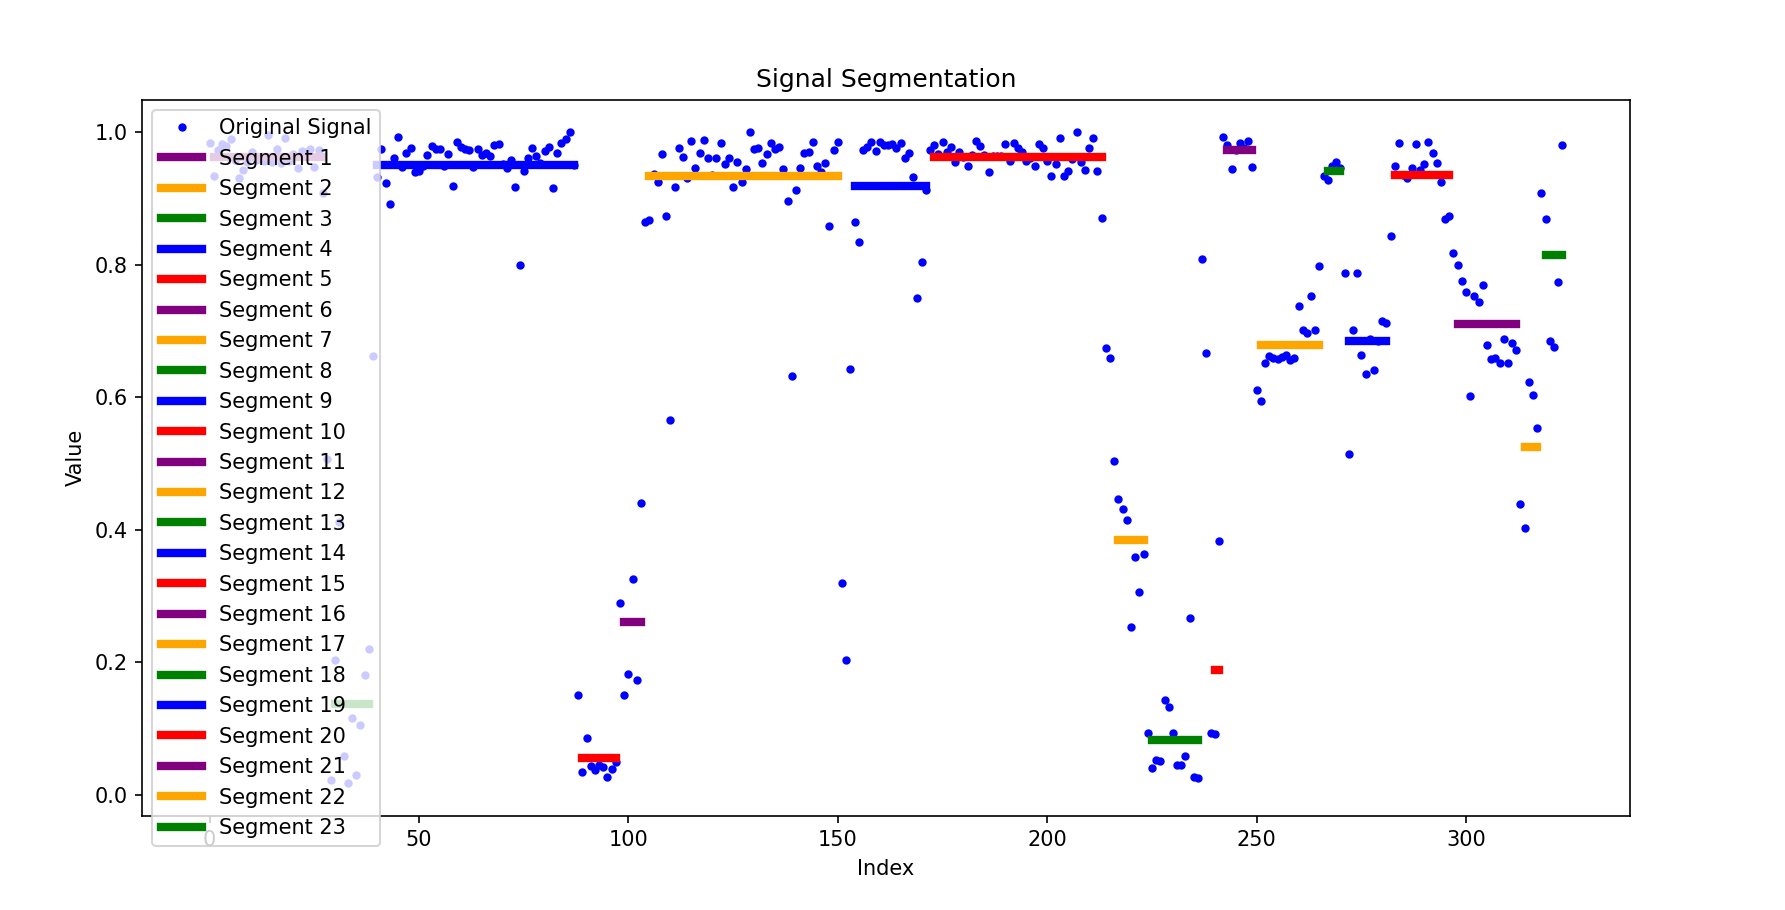 Signal Segmentation
Value
1.0
0.8
0.6
0.4
0.2
0.0
Original Signal
Segment 1
Segment 2
Segment 3
Segment 4
Segment 5
Segment 6
Segment 7
Segment 8
Segment 9
Segment 10
Segment 11
Segment 12
Segment 13
Segment 14
Segment 15
Segment 16
Segment 17
Segment 18
Segment 19
Segment 20
Segment 21
Segment 22
Segment 23
0 50 100 150 200 250 300
Index